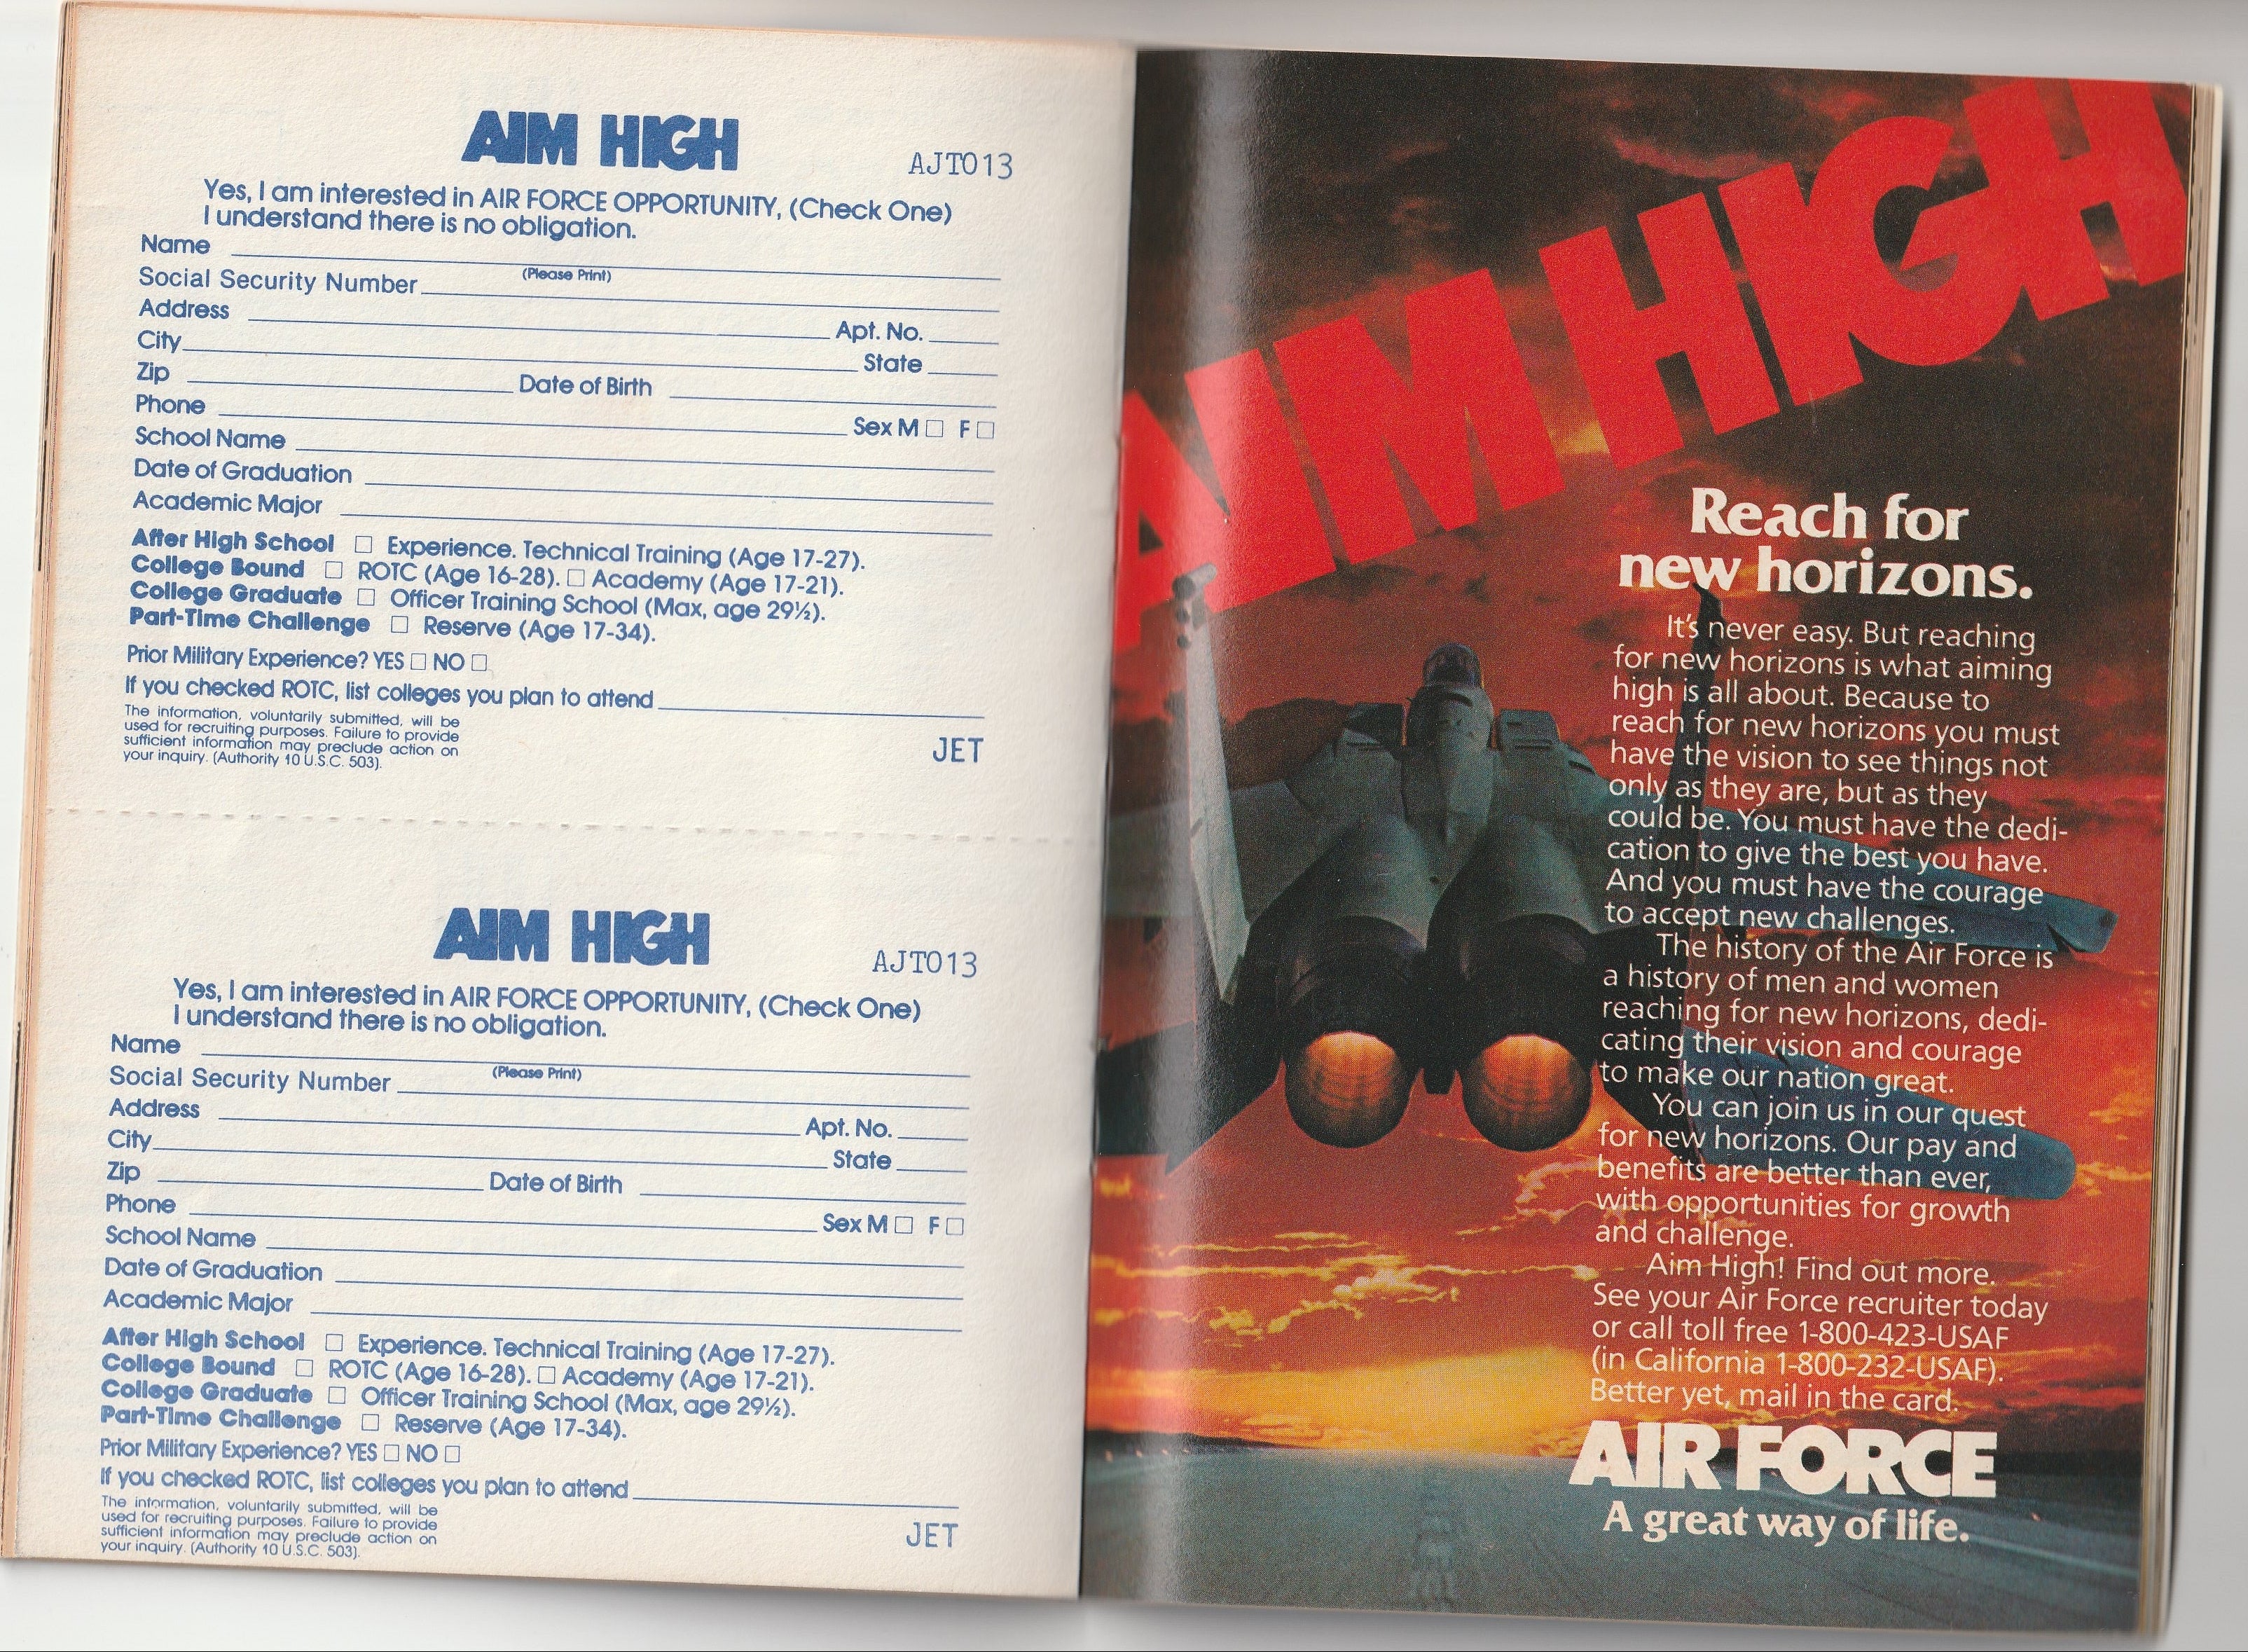 AIM HIGH
AJT013
Yes, I am interested in AIR FORCE OPPORTUNITY, (Check One)
I understand there is no obligation.
Name
(Please Print)
Social Security Number
Address
Apt. No.
City
State
Zip
Date of Birth
Phone
Sex M □ F □
School Name
Date of Graduation
Academic Major
After High School □ Experience. Technical Training (Age 17-27).
College Bound □ ROTC (Age 16-28). □ Academy (Age 17-21).
College Graduate □ Officer Training School (Max, age 29½).
Part-Time Challenge □ Reserve (Age 17-34).
Prior Military Experience? YES □ NO □
If you checked ROTC, list colleges you plan to attend
The information, voluntarily submitted, will be
used for recruiting purposes. Failure to provide
sufficient information may preclude action on
your inquiry. (Authority 10 U.S.C. 503).
JET
AIM HIGH
AJT013
Yes, I am interested in AIR FORCE OPPORTUNITY, (Check One)
I understand there is no obligation.
Name
(Please Print)
Social Security Number
Address
Apt. No.
City
State
Zip
Date of Birth
Phone
Sex M □ F □
School Name
Date of Graduation
Academic Major
After High School □ Experience. Technical Training (Age 17-27).
College Bound □ ROTC (Age 16-28). □ Academy (Age 17-21).
College Graduate □ Officer Training School (Max, age 29½).
Part-Time Challenge □ Reserve (Age 17-34).
Prior Military Experience? YES □ NO □
If you checked ROTC, list colleges you plan to attend
The information, voluntarily submitted, will be
used for recruiting purposes. Failure to provide
sufficient information may preclude action on
your inquiry. (Authority 10 U.S.C. 503).
JET
AIM HIGH
Reach for
new horizons.
It's never easy. But reaching
for new horizons is what aiming
high is all about. Because to
reach for new horizons you must
have the vision to see things not
only as they are, but as they
could be. You must have the dedi-
cation to give the best you have.
And you must have the courage
to accept new challenges.
The history of the Air Force is
a history of men and women
reaching for new horizons, dedi-
cating their vision and courage
to make our nation great.
You can join us in our quest
for new horizons. Our pay and
benefits are better than ever,
with opportunities for growth
and challenge.
Aim High! Find out more.
See your Air Force recruiter today
or call toll free 1-800-423-USAF
(in California 1-800-232-USAF).
Better yet, mail in the card.
AIR FORCE
A great way of life.